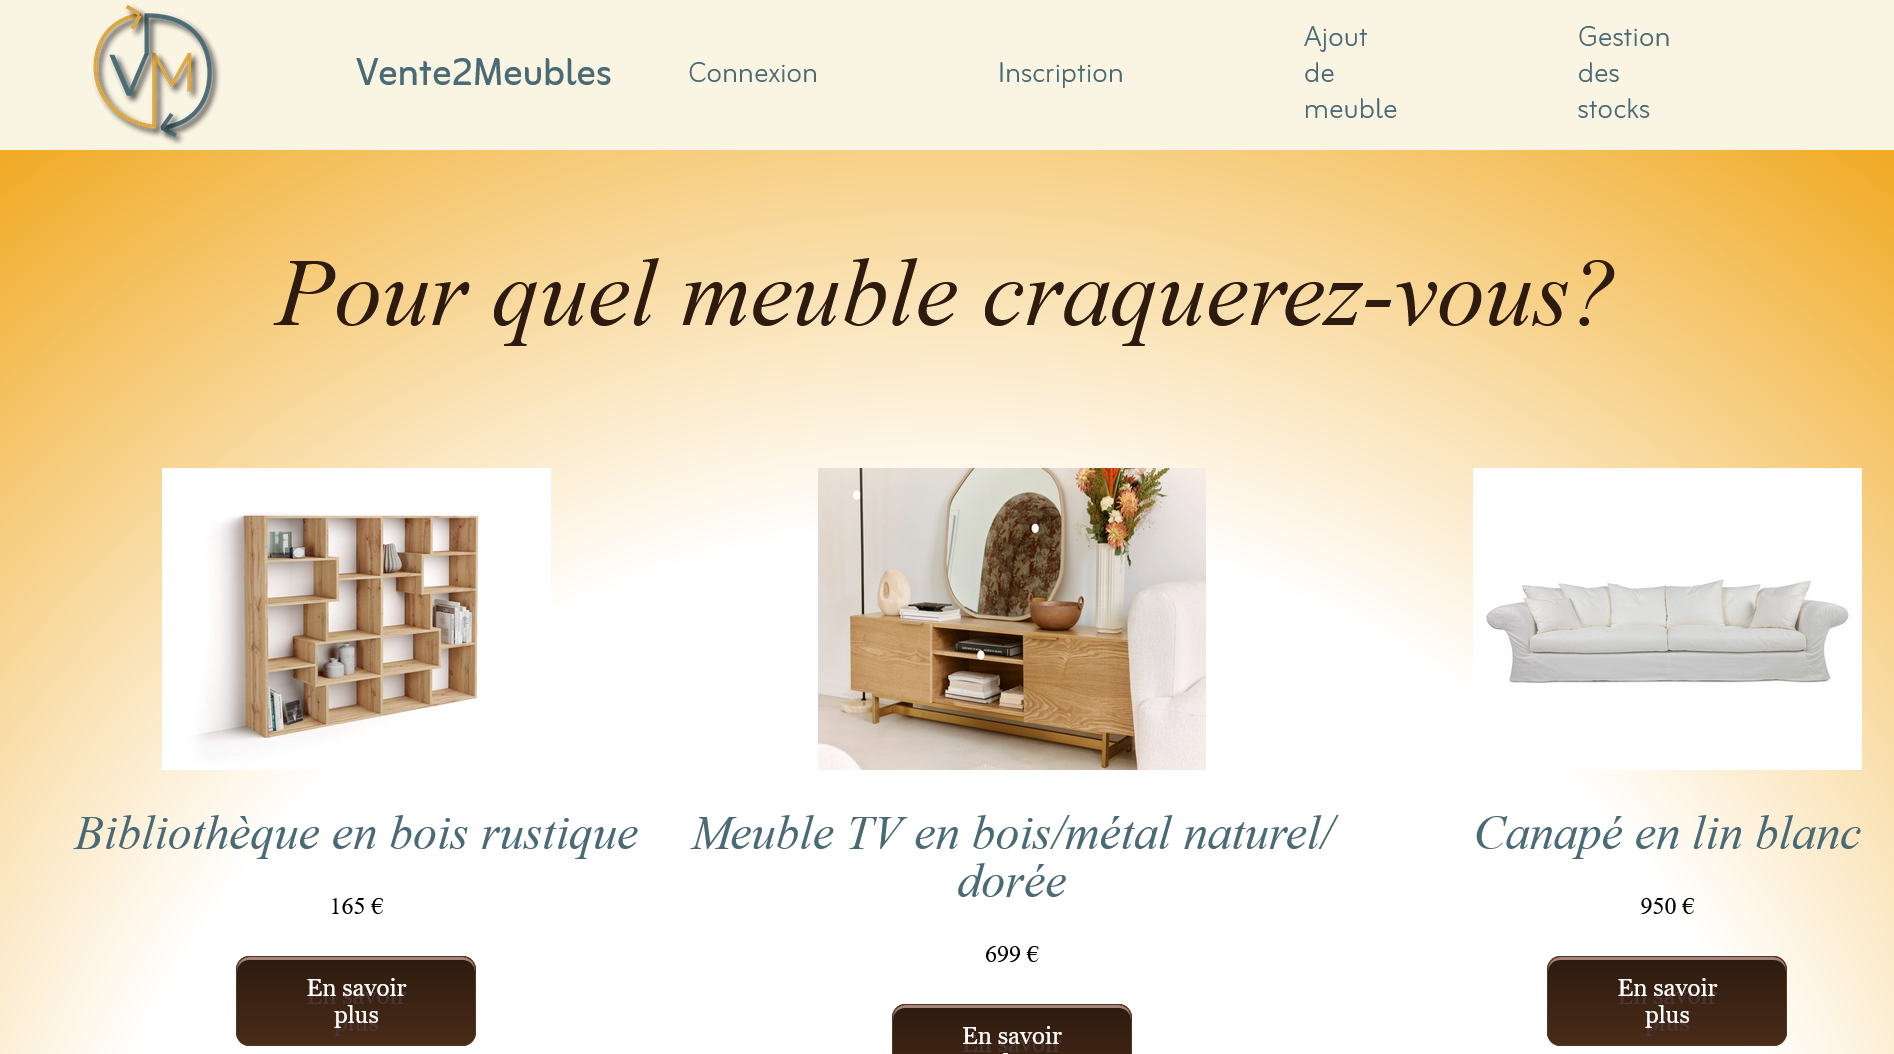 VM
Vente2Meubles
Connexion
Inscription
Ajout
de
meuble
Gestion
des
stocks
Pour quel meuble craquerez-vous?
Bibliothèque en bois rustique
165 €
En savoir
plus
Meuble TV en bois/métal naturel/
dorée
699 €
En savoir
Canapé en lin blanc
950 €
En savoir
plus